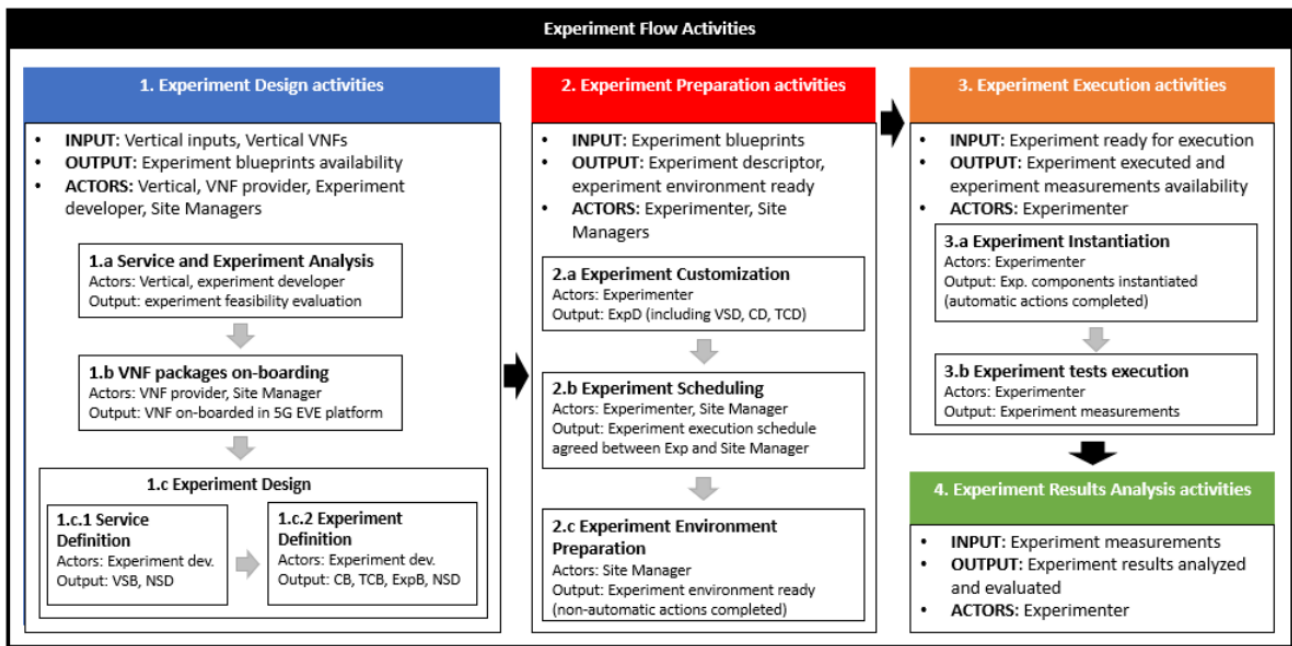 Experiment Flow Activities
1. Experiment Design activities
• INPUT: Vertical inputs, Vertical VNFs
• OUTPUT: Experiment blueprints availability
• ACTORS: Vertical, VNF provider, Experiment
developer, Site Managers
1.a Service and Experiment Analysis
Actors: Vertical, experiment developer
Output: experiment feasibility evaluation
1.b VNF packages on-boarding
Actors: VNF provider, Site Manager
Output: VNF on-boarded in 5G EVE platform
1.c Experiment Design
1.c.1 Service
Definition
Actors: Experiment dev.
Output: VSB, NSD
1.c.2 Experiment
Definition
Actors: Experiment dev.
Output: CB, TCB, ExpB, NSD
2. Experiment Preparation activities
• INPUT: Experiment blueprints
• OUTPUT: Experiment descriptor,
experiment environment ready
• ACTORS: Experimenter, Site
Managers
2.a Experiment Customization
Actors: Experimenter
Output: ExpD (including VSD, CD, TCD)
2.b Experiment Scheduling
Actors: Experimenter, Site Manager
Output: Experiment execution schedule
agreed between Exp and Site Manager
2.c Experiment Environment
Preparation
Actors: Site Manager
Output: Experiment environment ready
(non-automatic actions completed)
3. Experiment Execution activities
• INPUT: Experiment ready for execution
• OUTPUT: Experiment executed and
experiment measurements availability
• ACTORS: Experimenter
3.a Experiment Instantiation
Actors: Experimenter
Output: Exp. components instantiated
(automatic actions completed)
3.b Experiment tests execution
Actors: Experimenter
Output: Experiment measurements
4. Experiment Results Analysis activities
• INPUT: Experiment measurements
• OUTPUT: Experiment results analyzed
and evaluated
• ACTORS: Experimenter